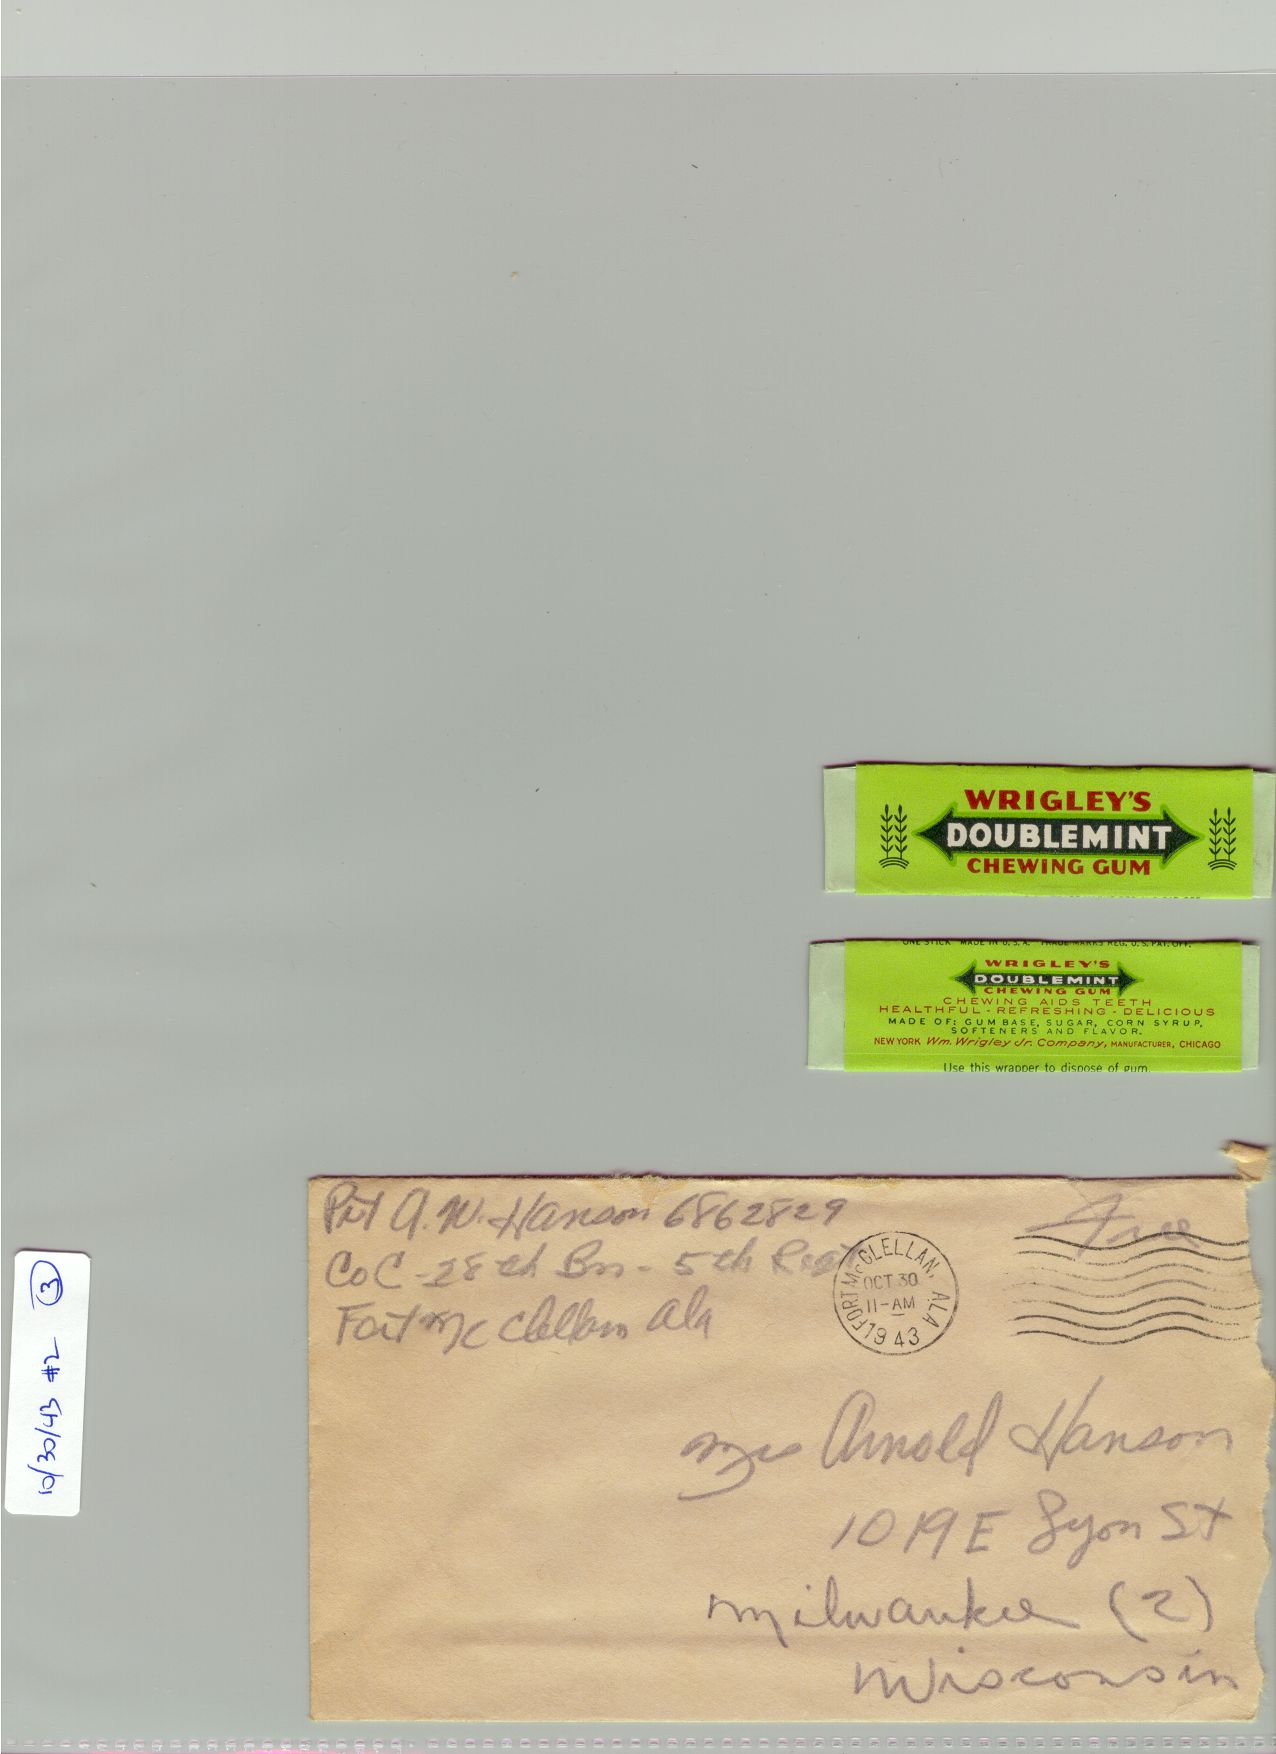 WRIGLEY'S
DOUBLEMINT
CHEWING GUM
ONE STICK MADE IN U.S.A. TRADE-MARKS REG. U.S. PAT. OFF.
WRIGLEY'S
DOUBLEMINT
CHEWING GUM
CHEWING AIDS TEETH
HEALTHFUL - REFRESHING - DELICIOUS
MADE OF: GUM BASE, SUGAR, CORN SYRUP,
SOFTENERS AND FLAVOR.
NEW YORK Wm. Wrigley Jr. Company, MANUFACTURER, CHICAGO
Use this wrapper to dispose of gum.
Pvt A. W. Hanson 6862829
Co C - 28th Bn - 5th Regt
Fort Mc Clellan Ala
Free
FORT McCLELLAN, ALA
OCT 30
11-AM
1943
Mrs Arnold Hanson
1019 E Lyon St
Milwaukee (2)
Wisconsin
10/30/43 #2 3